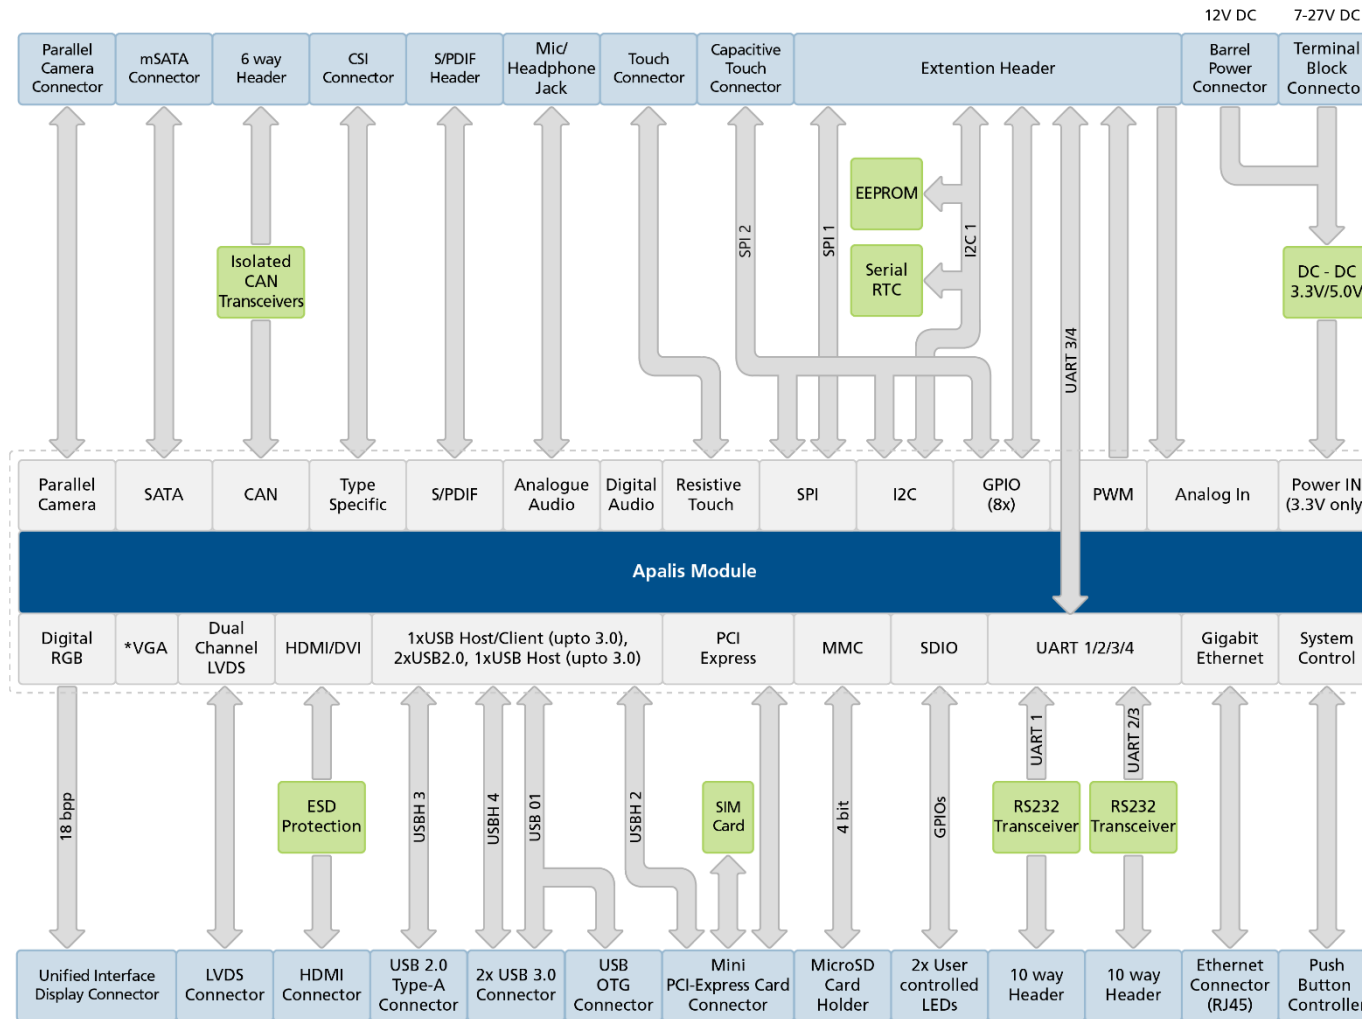 12V DC
7-27V DC
Parallel
Camera
Connector
mSATA
Connector
6 way
Header
CSI
Connector
S/PDIF
Header
Mic/
Headphone
Jack
Touch
Connector
Capacitive
Touch
Connector
Extention Header
Barrel
Power
Connector
Terminal
Block
Connecto
EEPROM
Isolated
CAN
Transceivers
SPI 2
SPI 1
I2C 1
Serial
RTC
DC - DC
3.3V/5.0V
UART 3/4
Parallel
Camera
SATA
CAN
Type
Specific
S/PDIF
Analogue
Audio
Digital
Audio
Resistive
Touch
SPI
I2C
GPIO
(8x)
PWM
Analog In
Power IN
(3.3V only
Apalis Module
Digital
RGB
*VGA
Dual
Channel
LVDS
HDMI/DVI
1xUSB Host/Client (upto 3.0),
2xUSB2.0, 1xUSB Host (upto 3.0)
PCI
Express
MMC
SDIO
UART 1/2/3/4
Gigabit
Ethernet
System
Control
UART 1
UART 2/3
18 bpp
ESD
Protection
USBH 3
USBH 4
USB 01
USBH 2
SIM
Card
4 bit
GPIOs
RS232
Transceiver
RS232
Transceiver
Unified Interface
Display Connector
LVDS
Connector
HDMI
Connector
USB 2.0
Type-A
Connector
2x USB 3.0
Connector
USB
OTG
Connector
Mini
PCI-Express Card
Connector
MicroSD
Card
Holder
2x User
controlled
LEDs
10 way
Header
10 way
Header
Ethernet
Connector
(RJ45)
Push
Button
Controller